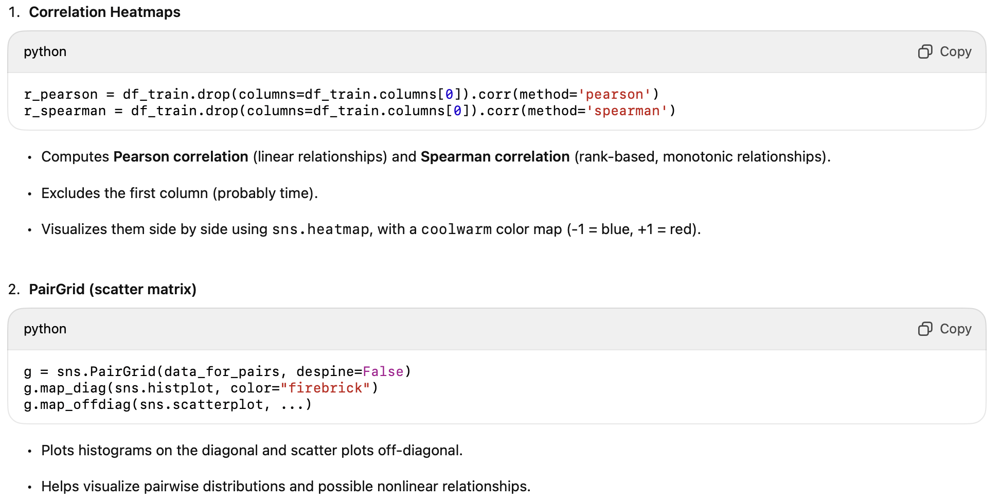 1. Correlation Heatmaps
python
Copy
r_pearson = df_train.drop(columns=df_train.columns[0]).corr(method='pearson')
r_spearman = df_train.drop(columns=df_train.columns[0]).corr(method='spearman')
• Computes Pearson correlation (linear relationships) and Spearman correlation (rank-based, monotonic relationships).
• Excludes the first column (probably time).
• Visualizes them side by side using sns.heatmap, with a coolwarm color map (-1 = blue, +1 = red).
2. PairGrid (scatter matrix)
python
Copy
g = sns.PairGrid(data_for_pairs, despine=False)
g.map_diag(sns.histplot, color="firebrick")
g.map_offdiag(sns.scatterplot, ...)
• Plots histograms on the diagonal and scatter plots off-diagonal.
• Helps visualize pairwise distributions and possible nonlinear relationships.